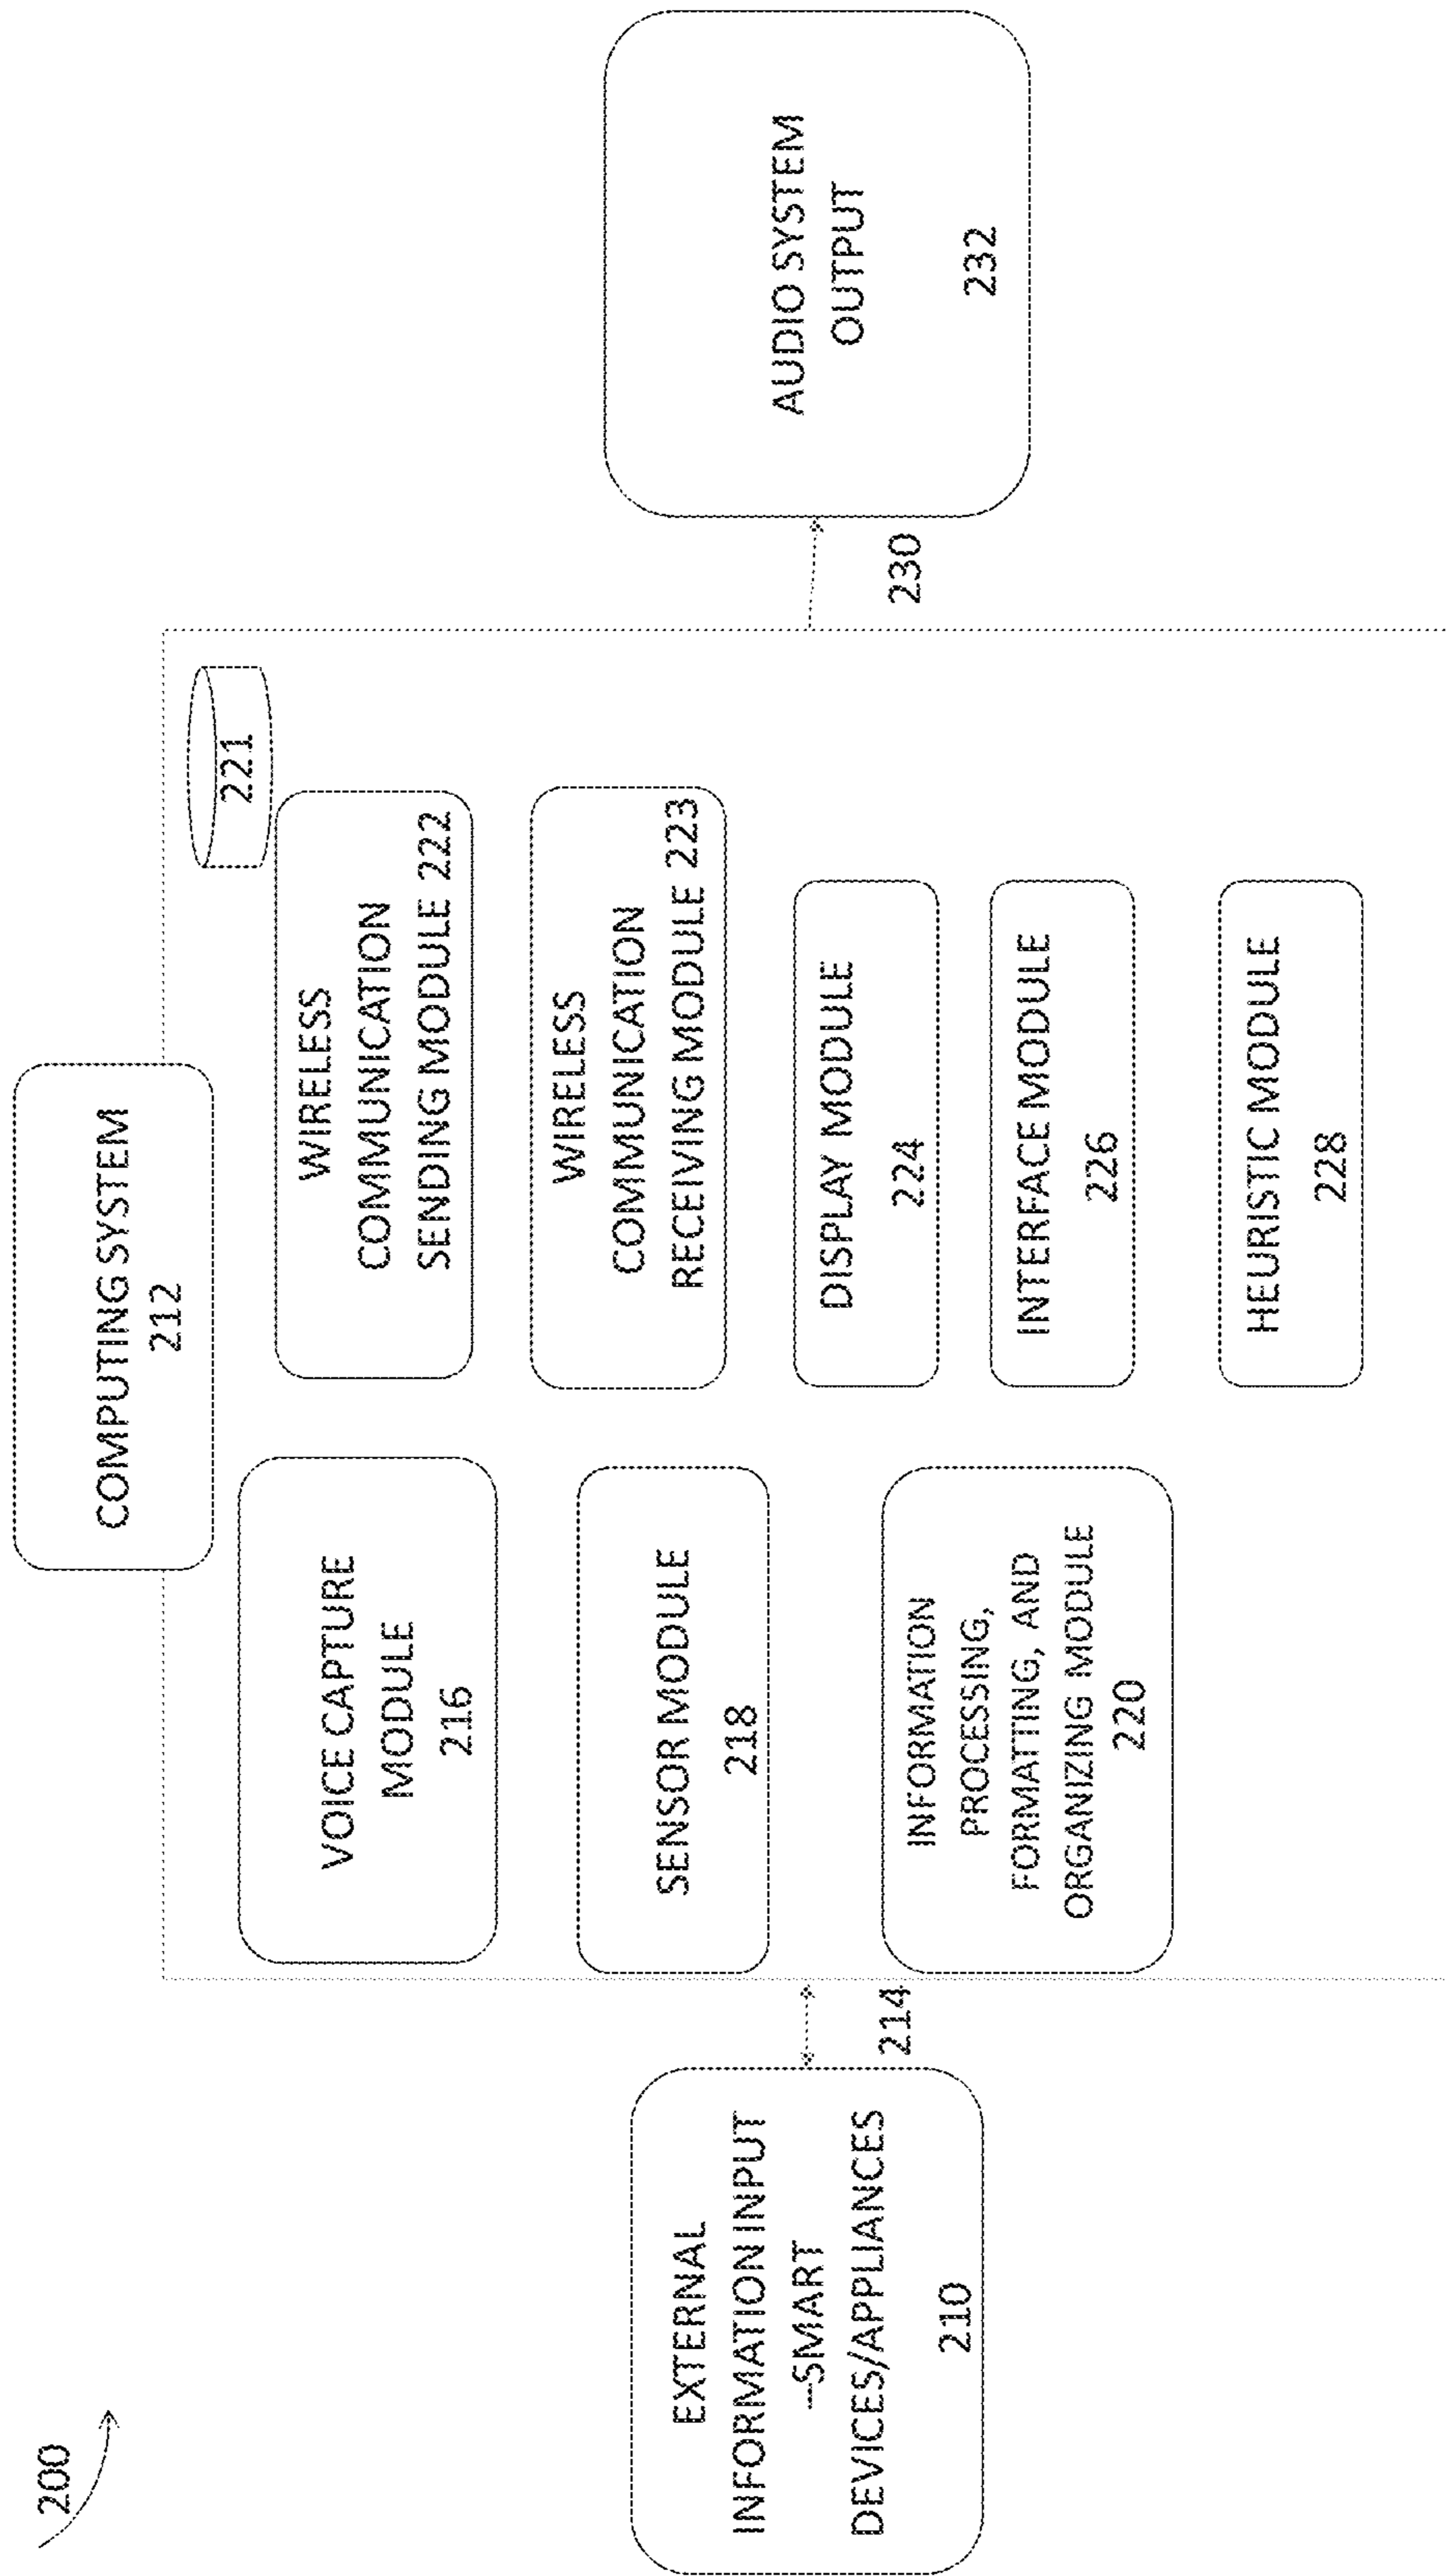 200
COMPUTING SYSTEM
212
EXTERNAL
INFORMATION INPUT
--SMART
DEVICES/APPLIANCES
210
214
VOICE CAPTURE
MODULE
216
SENSOR MODULE
218
INFORMATION
PROCESSING,
FORMATTING, AND
ORGANIZING MODULE
220
221
WIRELESS
COMMUNICATION
SENDING MODULE 222
WIRELESS
COMMUNICATION
RECEIVING MODULE 223
DISPLAY MODULE
224
INTERFACE MODULE
226
HEURISTIC MODULE
228
230
AUDIO SYSTEM
OUTPUT
232